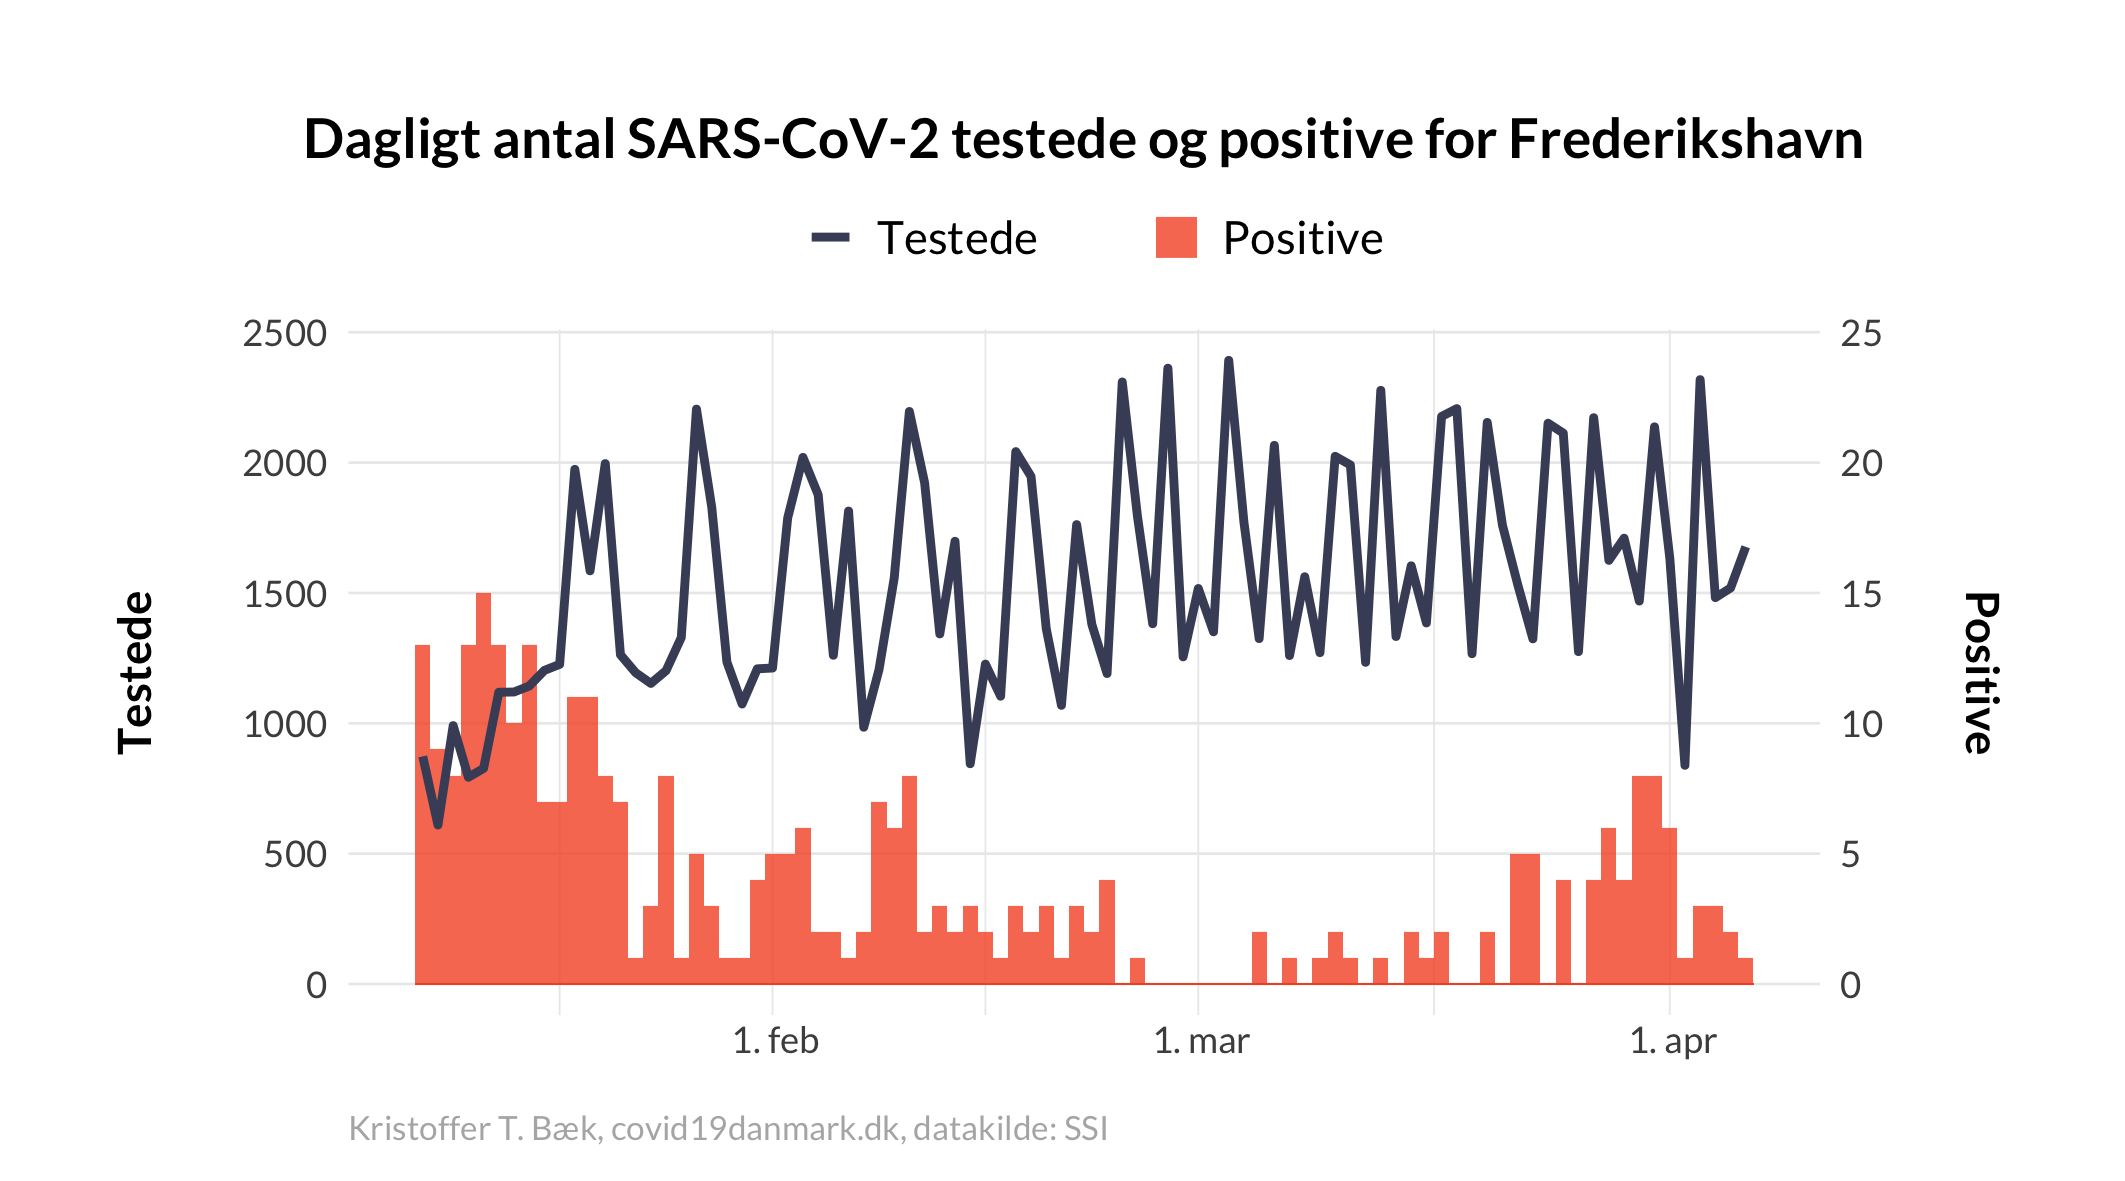 Dagligt antal SARS-CoV-2 testede og positive for Frederikshavn
Testede Positive
2500 25
2000 20
1500 15
1000 10
500 5
0 0
Testede
Positive
1. feb 1. mar 1. apr
Kristoffer T. Bæk, covid19danmark.dk, datakilde: SSI